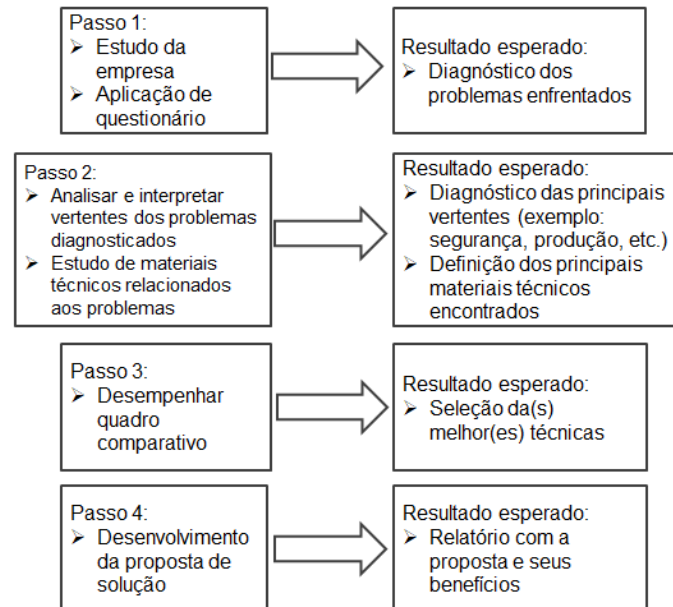 Passo 1:
➢ Estudo da
empresa
➢ Aplicação de
questionário
Resultado esperado:
➢ Diagnóstico dos
problemas enfrentados
Passo 2:
➢ Analisar e interpretar
vertentes dos problemas
diagnosticados
➢ Estudo de materiais
técnicos relacionados
aos problemas
Resultado esperado:
➢ Diagnóstico das principais
vertentes (exemplo:
segurança, produção, etc.)
➢ Definição dos principais
materiais técnicos
encontrados
Passo 3:
➢ Desempenhar
quadro
comparativo
Resultado esperado:
➢ Seleção da(s)
melhor(es) técnicas
Passo 4:
➢ Desenvolvimento
da proposta de
solução
Resultado esperado:
➢ Relatório com a
proposta e seus
benefícios